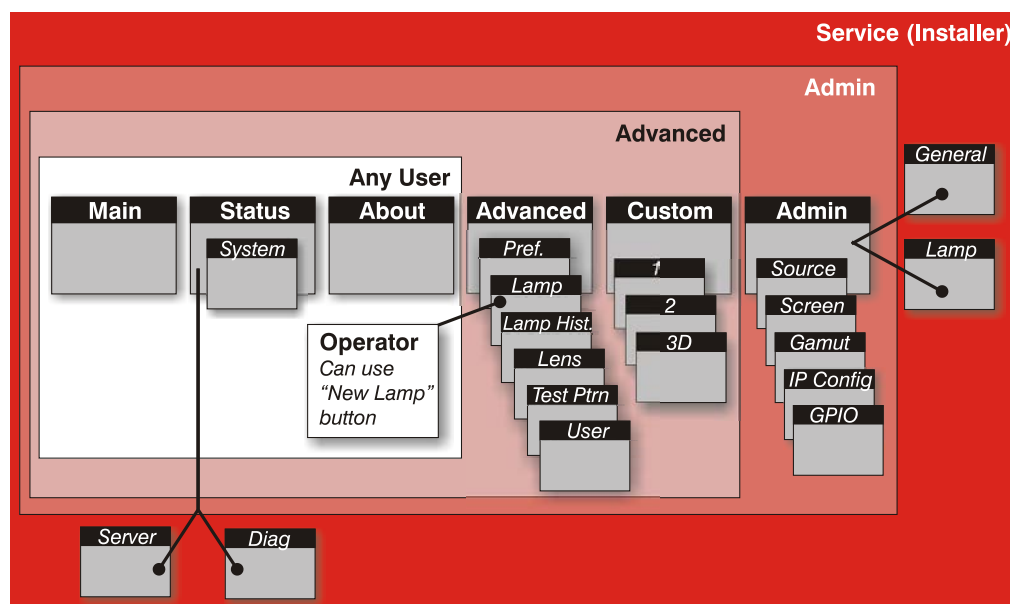 Service (Installer)
Admin
Advanced
Any User
Main
Status
About
Advanced
Custom
Admin
System
Pref.
Lamp
Lamp Hist.
Lens
Test Ptrn
User
1
2
3D
Source
Screen
Gamut
IP Config
GPIO
General
Lamp
Operator
Can use
“New Lamp”
button
Server
Diag